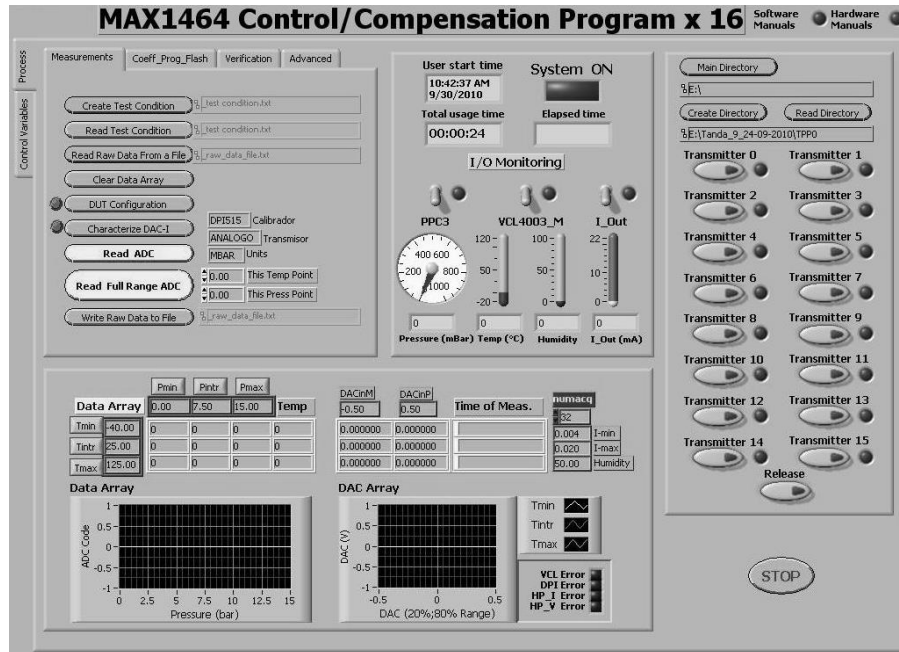 MAX1464 Control/Compensation Program x 16
Software Manuals
Hardware Manuals
Process
Control Variables
Measurements
Coeff_Prog_Flash
Verification
Advanced
Create Test Condition
_test condition.txt
Read Test Condition
_test condition.txt
Read Raw Data From a File
_raw_data_file.txt
Clear Data Array
DUT Configuration
Characterize DAC-I
DPI515 Calibrador
ANALOGO Transmisor
Read ADC
MBAR Units
Read Full Range ADC
0.00 This Temp Point
0.00 This Press Point
Write Raw Data to File
_raw_data_file.txt
User start time
10:42:37 AM
9/30/2010
System ON
Total usage time
00:00:24
Elapsed time
I/O Monitoring
PPC3
VCL4003_M
I_Out
400 600
200 800
0 1000
120
50
-20
100
50
0
22
10
0
0
0
0
0
Pressure (mBar)
Temp (°C)
Humidity
I_Out (mA)
Main Directory
E:\
Create Directory
Read Directory
E:\Tanda_9_24-09-2010\TPP0
Transmitter 0
Transmitter 1
Transmitter 2
Transmitter 3
Transmitter 4
Transmitter 5
Transmitter 6
Transmitter 7
Transmitter 8
Transmitter 9
Transmitter 10
Transmitter 11
Transmitter 12
Transmitter 13
Transmitter 14
Transmitter 15
Release
STOP
Pmin
Pintr
Pmax
Data Array
0.00
7.50
15.00
Temp
Tmin
-40.00
0
0
0
0
Tintr
25.00
0
0
0
0
Tmax
125.00
0
0
0
0
DACinM
DACinP
-0.50
0.50
Time of Meas.
0.000000
0.000000
0.000000
0.000000
0.000000
0.000000
numacq
32
0.004 I-min
0.020 I-max
50.00 Humidity
Data Array
ADC Code
1
0.5
0
-0.5
-1
0 2.5 5 7.5 10 12.5 15
Pressure (bar)
DAC Array
DAC (V)
1
0.5
0
-0.5
-1
-0.5 0 0.5
DAC (20%;80% Range)
Tmin
Tintr
Tmax
VCL Error
DPI Error
HP_I Error
HP_V Error